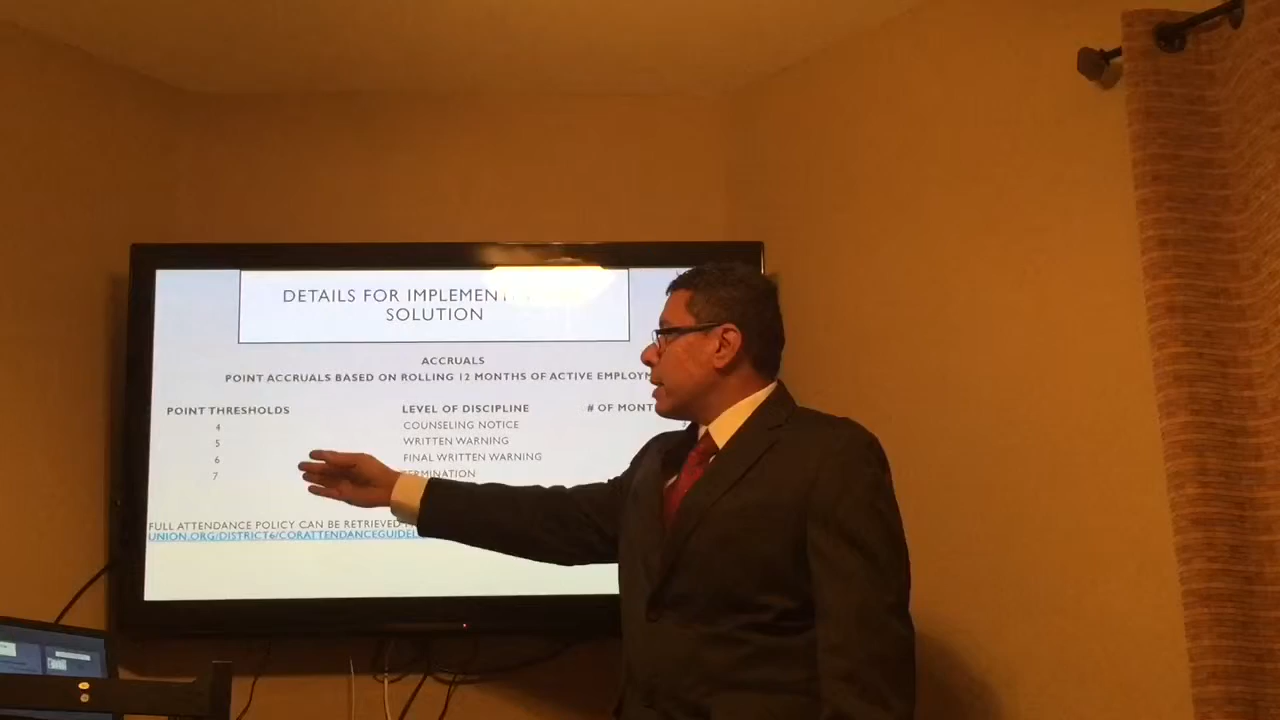 DETAILS FOR IMPLEMENT
SOLUTION
ACCRUALS
POINT ACCRUALS BASED ON ROLLING 12 MONTHS OF ACTIVE EMPLOYM
POINT THRESHOLDS LEVEL OF DISCIPLINE # OF MONT
4 COUNSELING NOTICE
5 WRITTEN WARNING
6 FINAL WRITTEN WARNING
7 TERMINATION
FULL ATTENDANCE POLICY CAN BE RETRIEVED
UNION.ORG/DISTRICT6/CORATTENDANCEGUIDEL